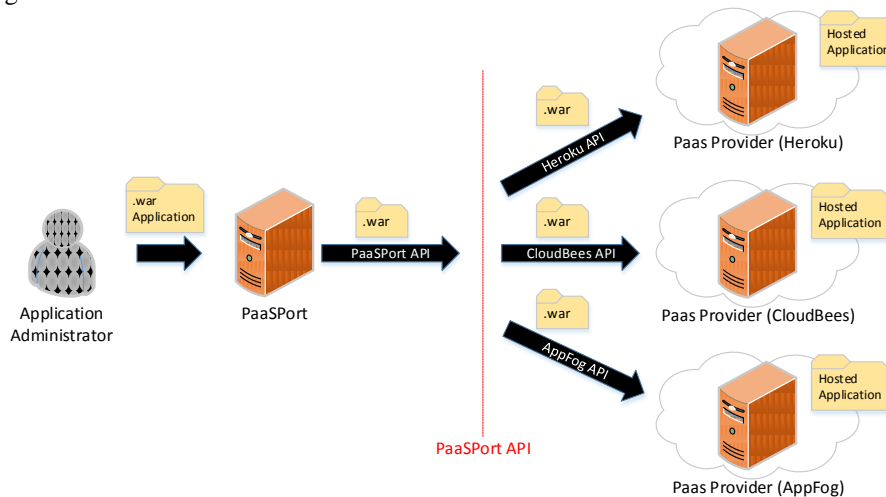 g
Hosted
Application
.war
Heroku API
Paas Provider (Heroku)
.war
Application
.war
.war
Hosted
Application
PaaSPort API
CloudBees API
Application
Administrator
PaaSPort
Paas Provider (CloudBees)
.war
AppFog API
Hosted
Application
PaaSPort API
Paas Provider (AppFog)